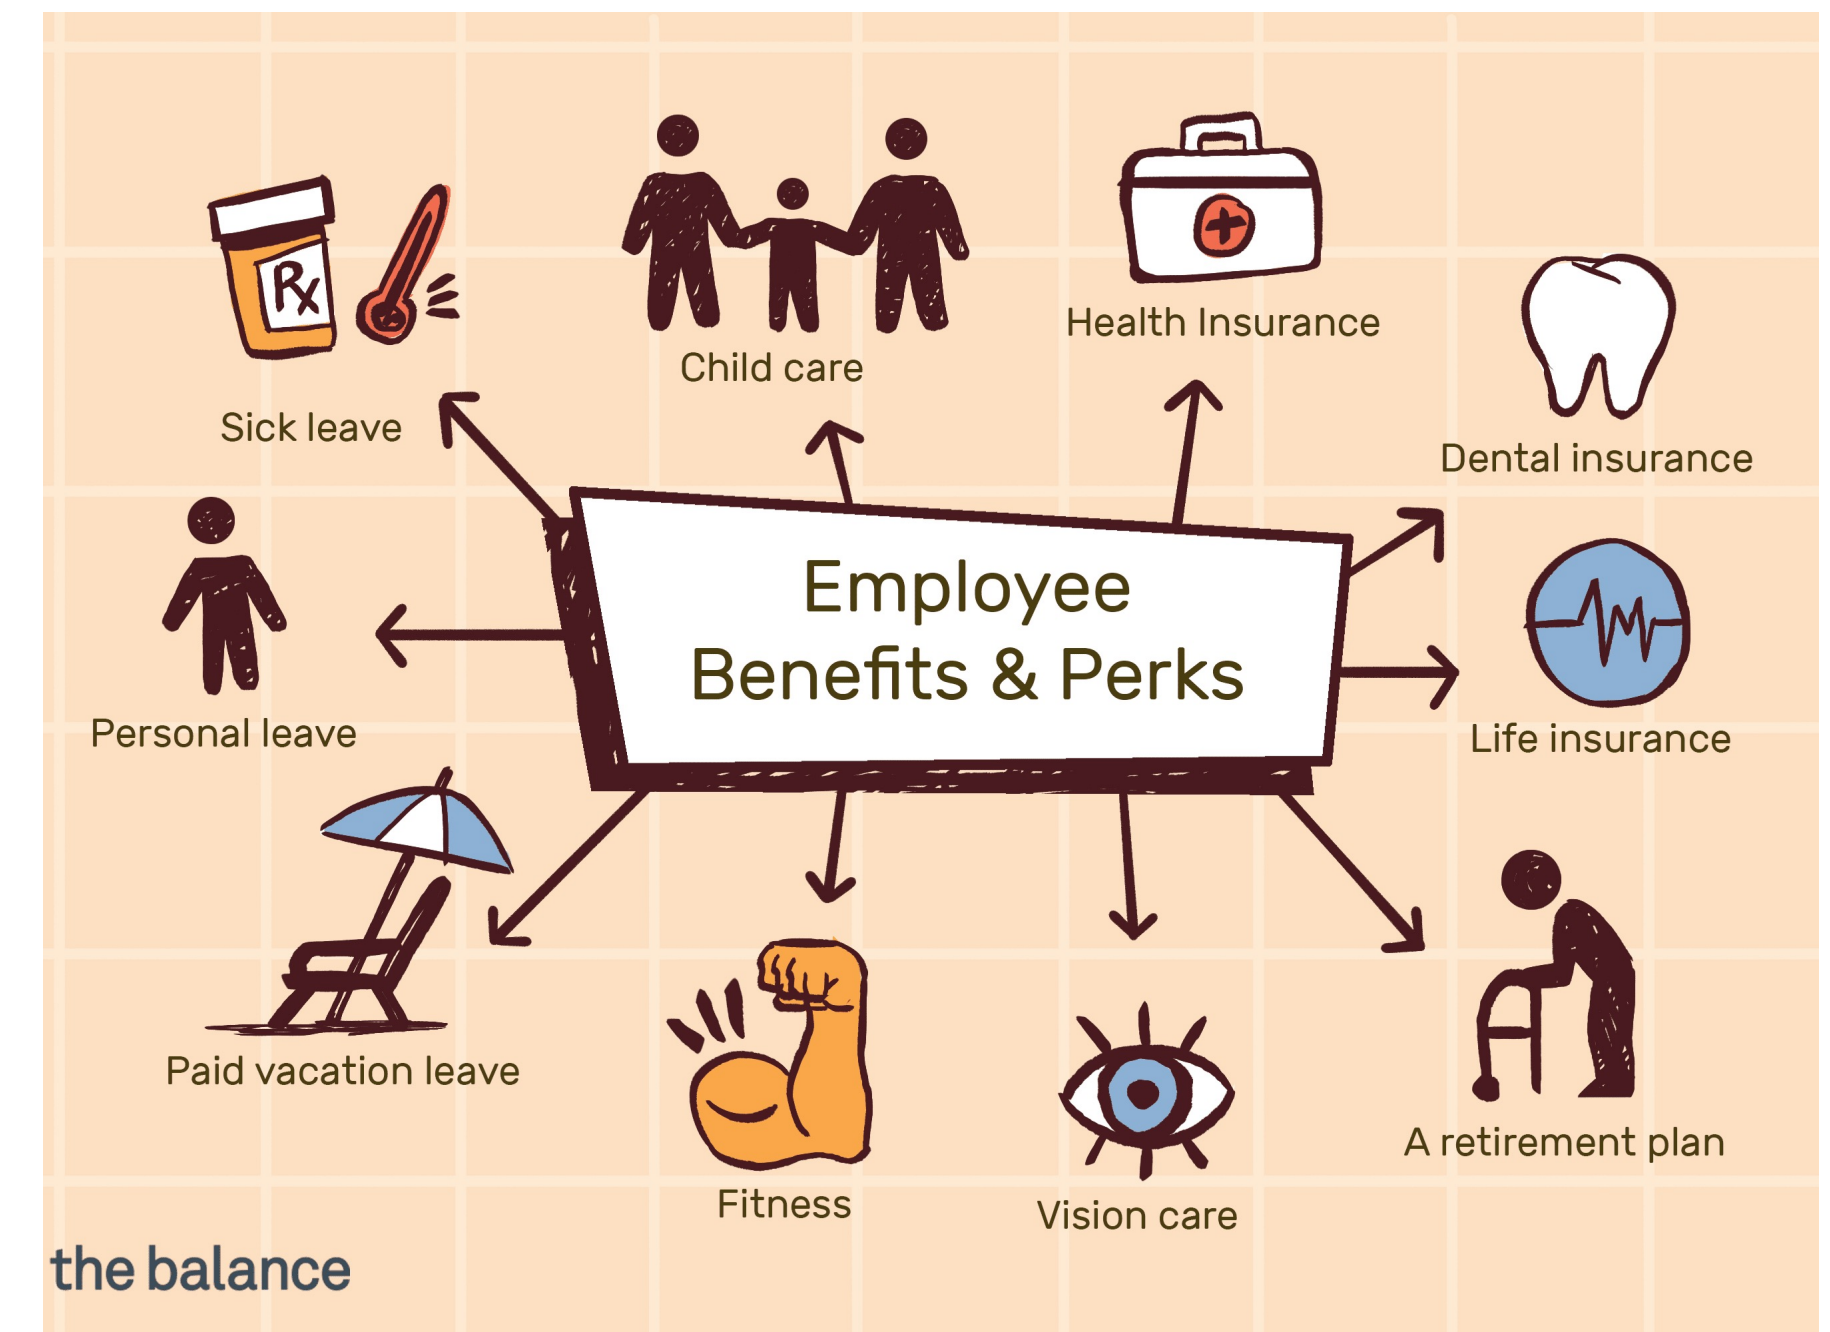 Rx
Child care
Health Insurance
Sick leave
Dental insurance
Employee
Benefits & Perks
Personal leave
Life insurance
Paid vacation leave
Fitness
Vision care
A retirement plan
the balance